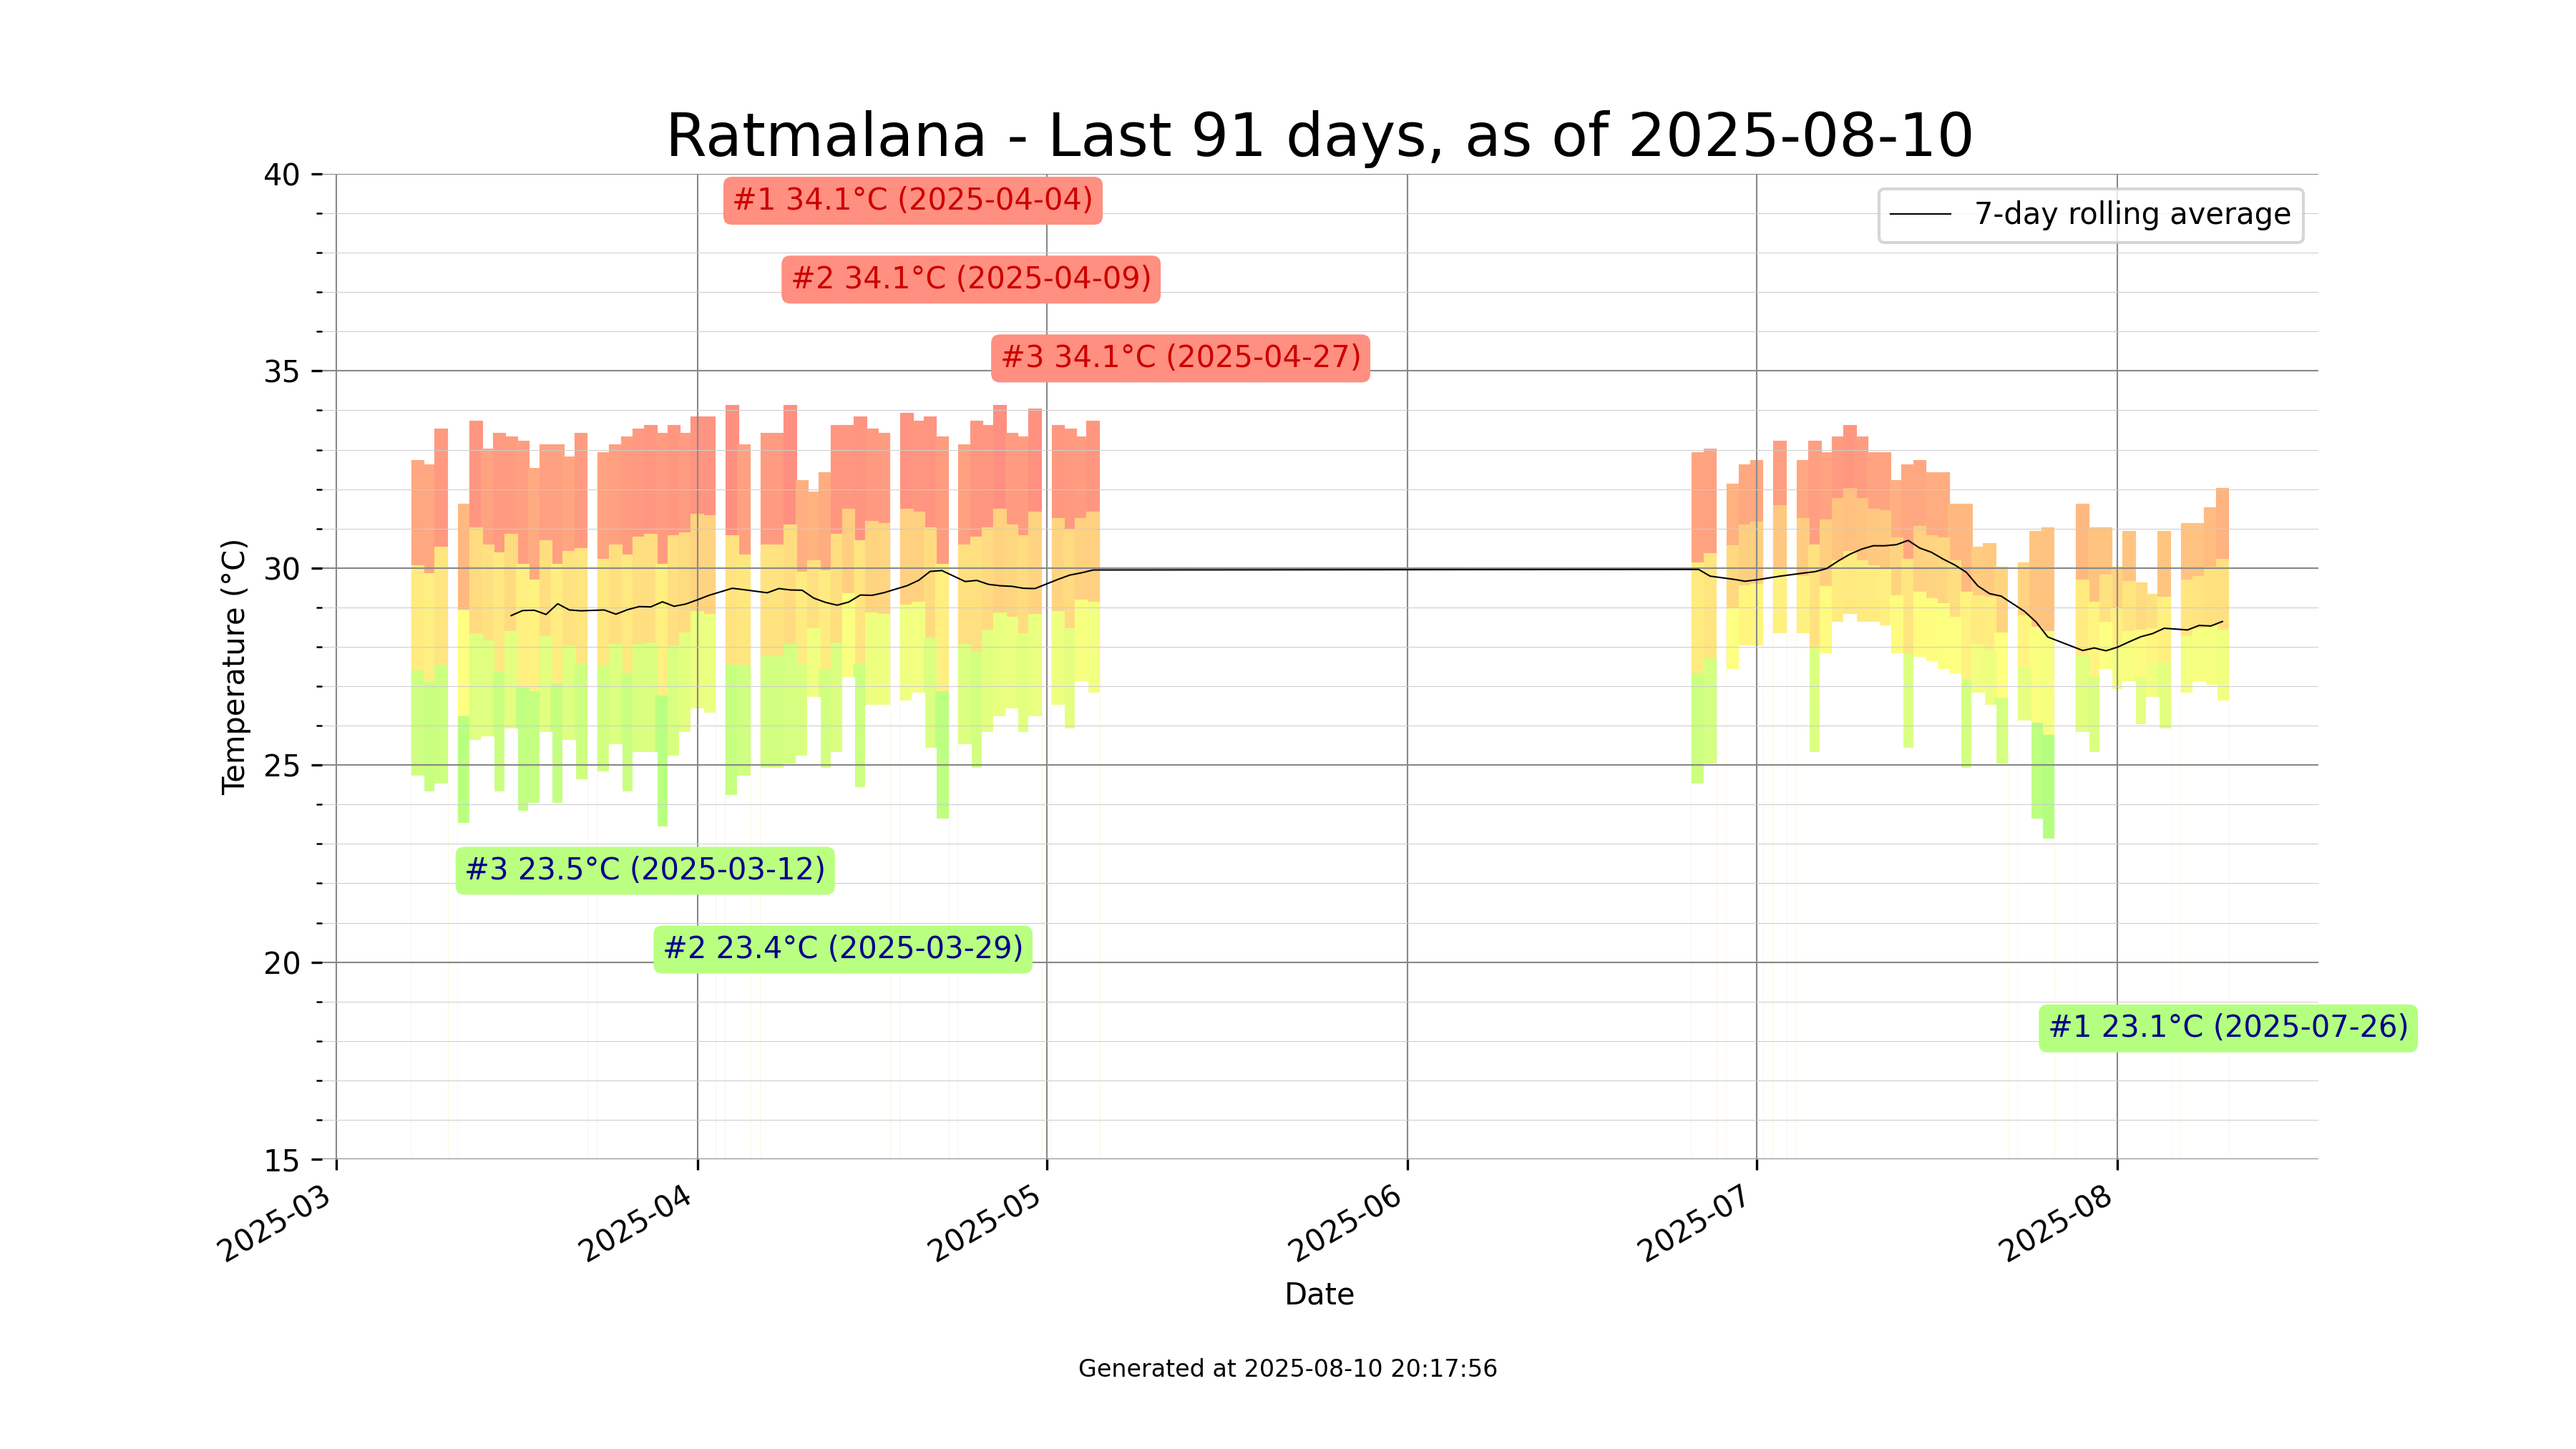 Ratmalana - Last 91 days, as of 2025-08-10
40
35
30
25
20
15
Temperature (°C)
7-day rolling average
#1 34.1°C (2025-04-04)
#2 34.1°C (2025-04-09)
#3 34.1°C (2025-04-27)
#3 23.5°C (2025-03-12)
#2 23.4°C (2025-03-29)
#1 23.1°C (2025-07-26)
2025-03
2025-04
2025-05
2025-06
2025-07
2025-08
Date
Generated at 2025-08-10 20:17:56